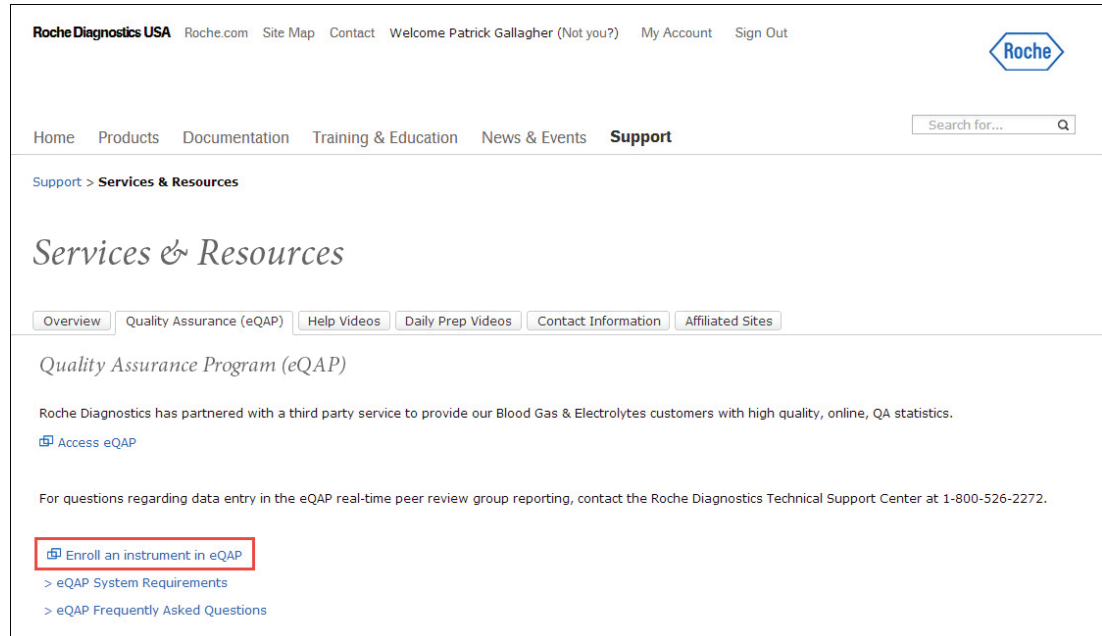 Roche Diagnostics USA Roche.com Site Map Contact Welcome Patrick Gallagher (Not you?) My Account Sign Out
Roche
Home Products Documentation Training & Education News & Events Support
Search for...
Support > Services & Resources
Services & Resources
Overview Quality Assurance (eQAP) Help Videos Daily Prep Videos Contact Information Affiliated Sites
Quality Assurance Program (eQAP)
Roche Diagnostics has partnered with a third party service to provide our Blood Gas & Electrolytes customers with high quality, online, QA statistics.
Access eQAP
For questions regarding data entry in the eQAP real-time peer review group reporting, contact the Roche Diagnostics Technical Support Center at 1-800-526-2272.
Enroll an instrument in eQAP
> eQAP System Requirements
> eQAP Frequently Asked Questions